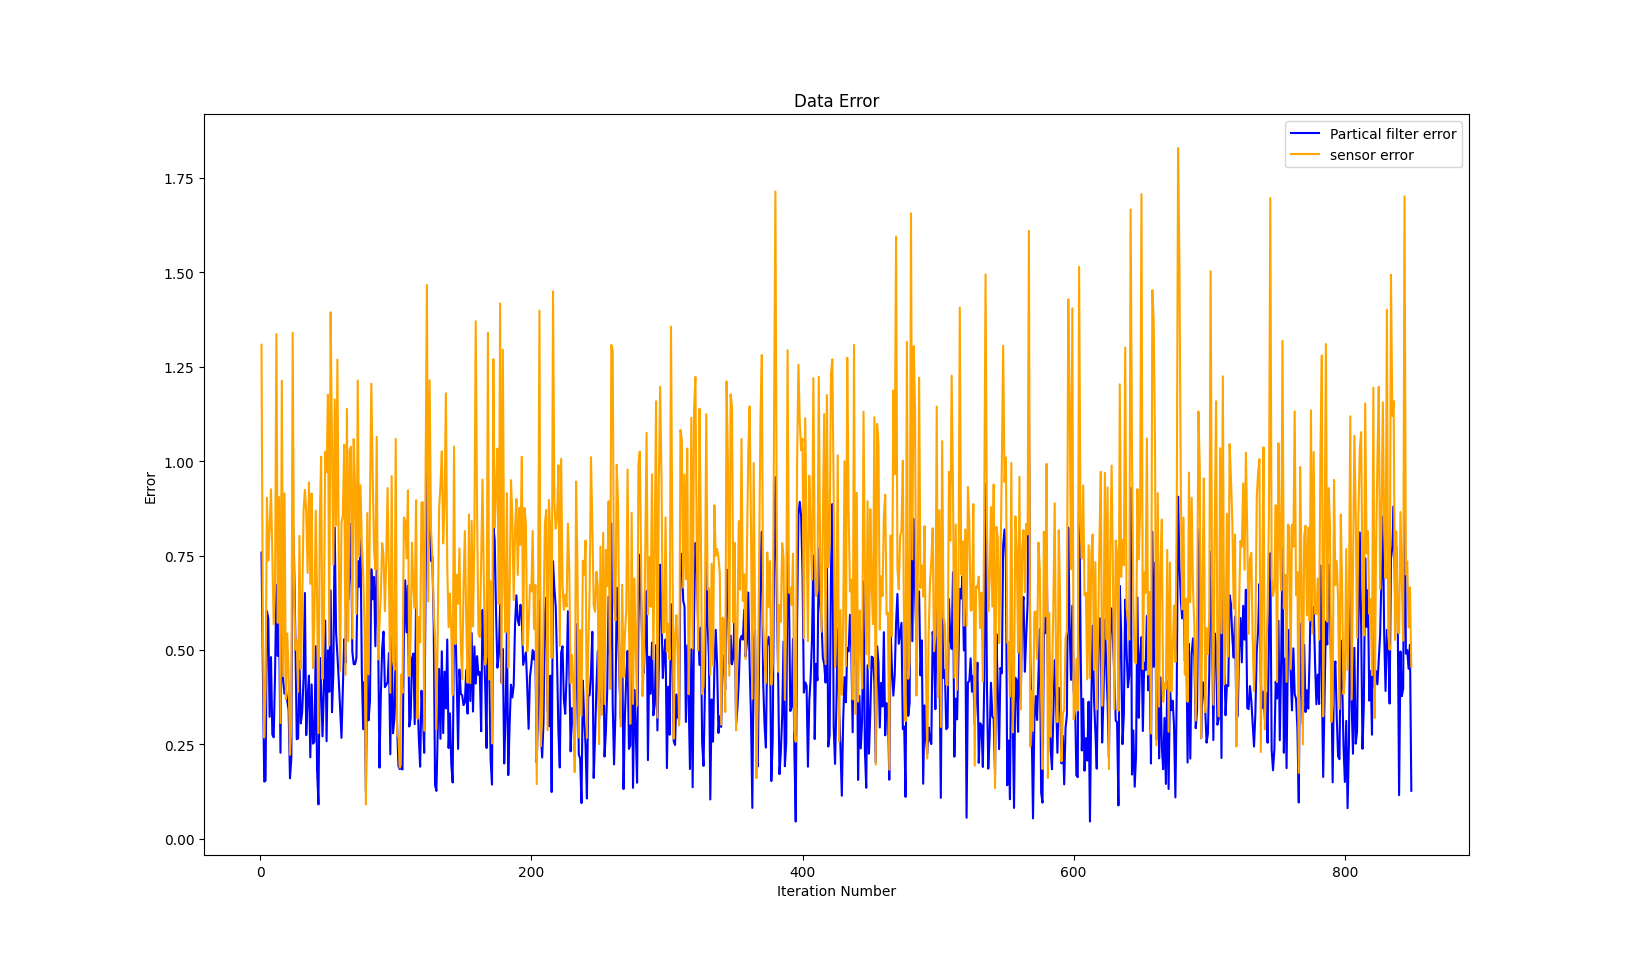 Data Error
Partical filter error
sensor error
1.75
1.50
1.25
1.00
0.75
0.50
0.25
0.00
Error
0 200 400 600 800
Iteration Number